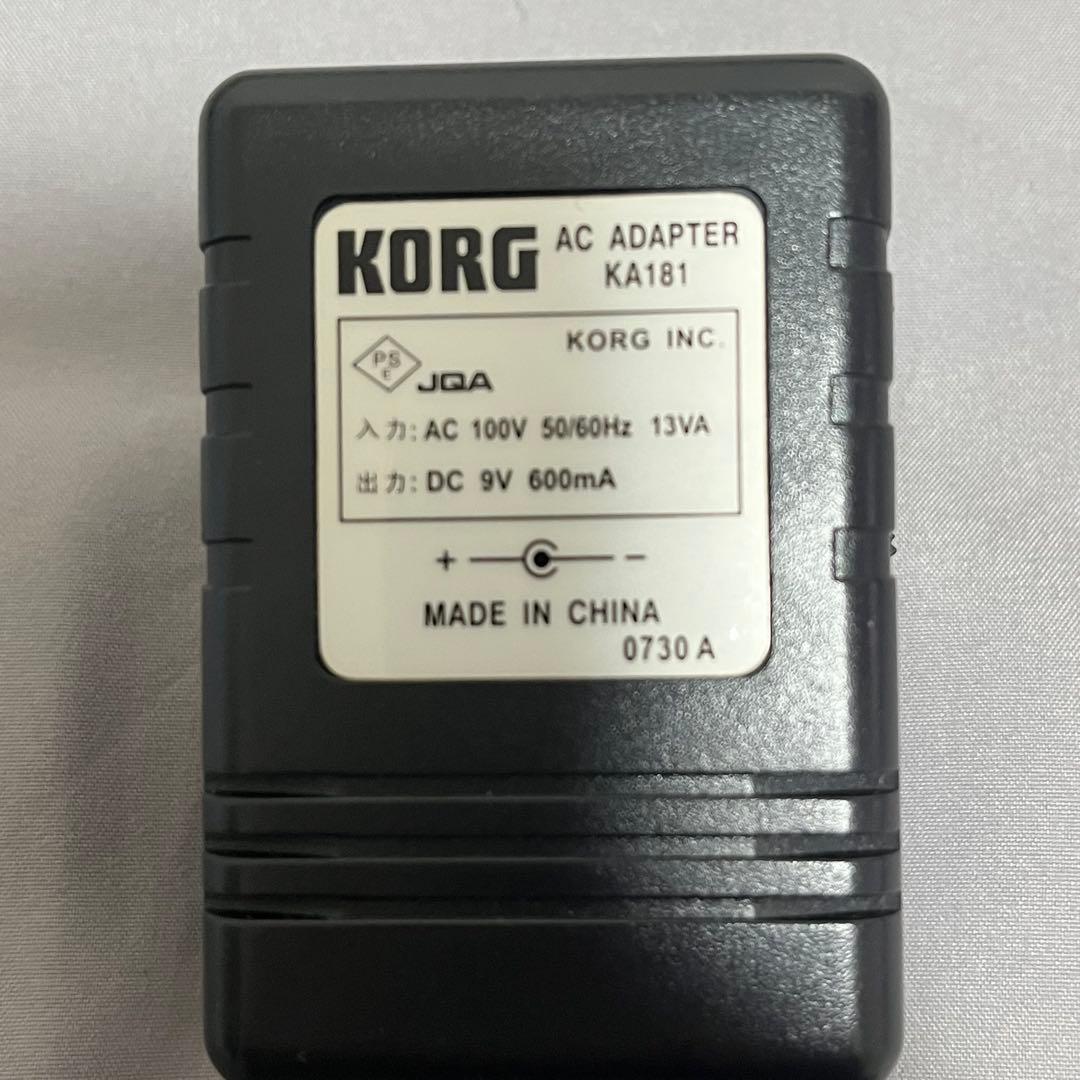 KORG AC ADAPTER
KA181
KORG INC.
PS
E
JQA
入力: AC 100V 50/60Hz 13VA
出力: DC 9V 600mA
+ −
MADE IN CHINA
0730 A